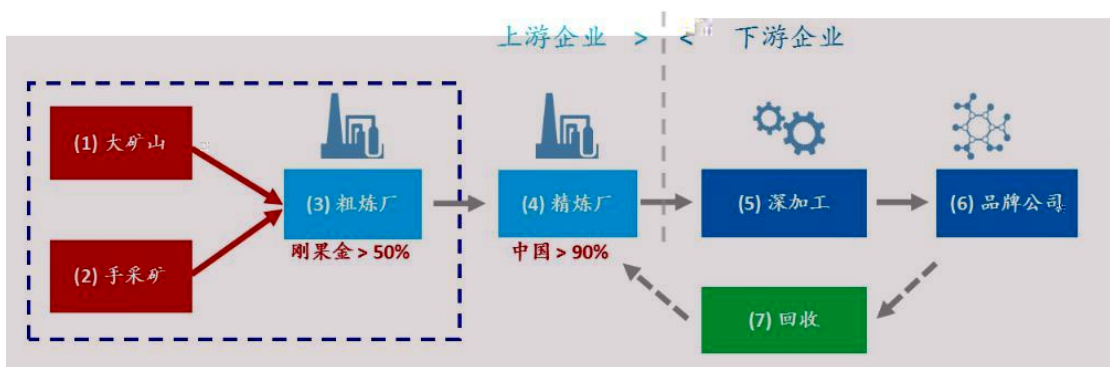 上游企业 > < 下游企业
(1) 大矿山
(2) 手采矿
(3) 粗炼厂
刚果金 > 50%
(4) 精炼厂
中国 > 90%
(5) 深加工
(6) 品牌公司
(7) 回收